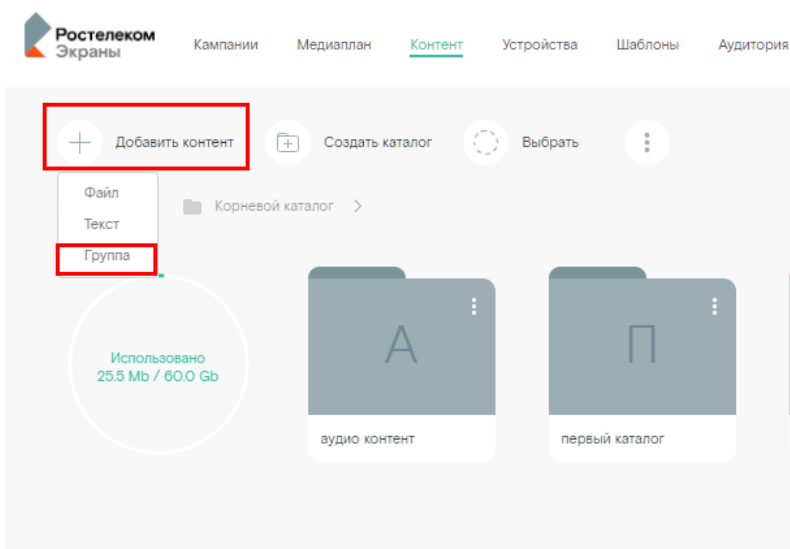 Ростелеком
Экраны
Кампании Медиаплан Контент Устройства Шаблоны Аудитория
Добавить контент Создать каталог Выбрать
Файл
Текст
Группа
Корневой каталог
Использовано
25.5 Mb / 60.0 Gb
А
аудио контент
П
первый каталог